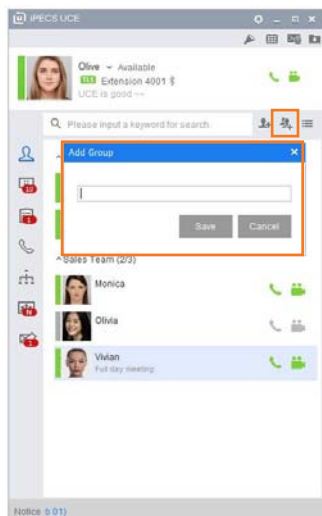 iPECS UCE
Olive Available
TEL Extension 4001
UCE is good ~~
Please input a keyword for search
Add Group
Save Cancel
Sales Team (2/3)
Monica
Olivia
Vivian
Full day meeting
Notice